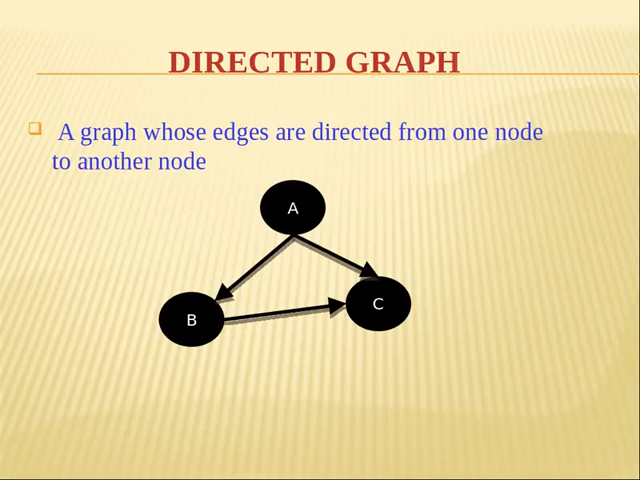 DIRECTED GRAPH
A graph whose edges are directed from one node
to another node
A
B
C